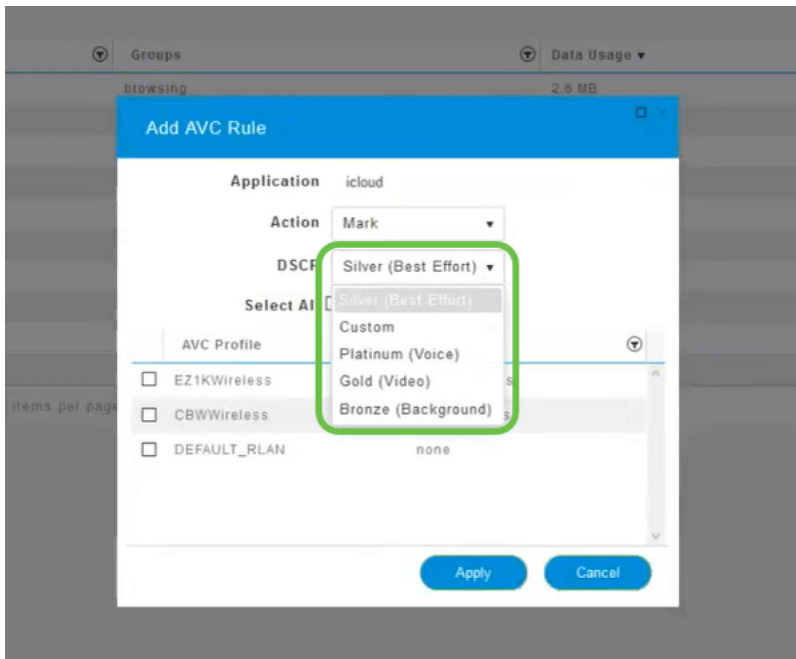 Groups Data Usage ▾
browsing 2.6 MB
Add AVC Rule
Application icloud
Action Mark
DSCP Silver (Best Effort)
Select Al
Silver (Best Effort)
Custom
AVC Profile
Platinum (Voice)
EZ1KWireless s
Gold (Video)
Items per page
CBWWireless s
Bronze (Background)
DEFAULT_RLAN none
Apply Cancel